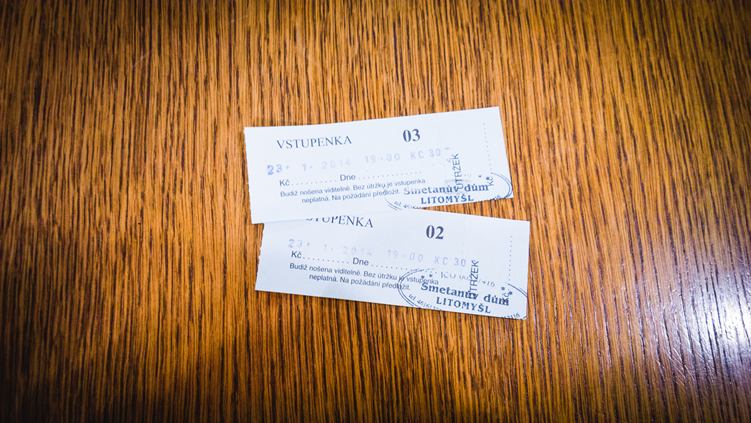 VSTUPENKA 03
23. 1. 2014 19-00 KC 30-
Kč Dne
Budiž nošena viditelně. Bez útržku je vstupenka
neplatná. Na požádání předložit.
ÚTRŽEK
Kč
Smetanův dům
LITOMYŠL
VSTUPENKA 02
23. 1. 2014 19-00 KC 30
Kč Dne
Budiž nošena viditelně. Bez útržku je vstupenka
neplatná. Na požádání předložit.
ÚTRŽEK
Smetanův dům
LITOMYŠL